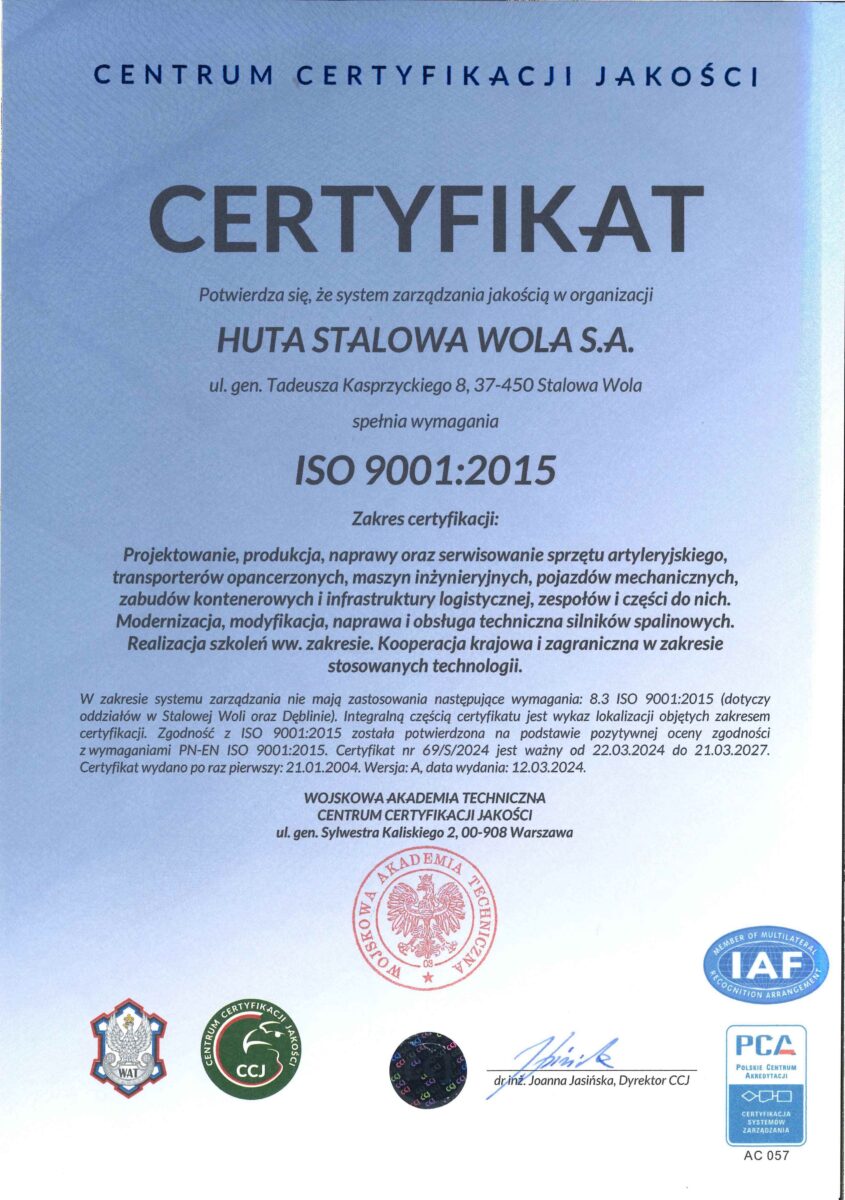 CENTRUM CERTYFIKACJI JAKOŚCI
CERTYFIKAT
Potwierdza się, że system zarządzania jakością w organizacji
HUTA STALOWA WOLA S.A.
ul. gen. Tadeusza Kasprzyckiego 8, 37-450 Stalowa Wola
spełnia wymagania
ISO 9001:2015
Zakres certyfikacji:
Projektowanie, produkcja, naprawy oraz serwisowanie sprzętu artyleryjskiego,
transporterów opancerzonych, maszyn inżynieryjnych, pojazdów mechanicznych,
zabudów kontenerowych i infrastruktury logistycznej, zespołów i części do nich.
Modernizacja, modyfikacja, naprawa i obsługa techniczna silników spalinowych.
Realizacja szkoleń ww. zakresie. Kooperacja krajowa i zagraniczna w zakresie
stosowanych technologii.
W zakresie systemu zarządzania nie mają zastosowania następujące wymagania: 8.3 ISO 9001:2015 (dotyczy
oddziałów w Stalowej Woli oraz Dęblinie). Integralną częścią certyfikatu jest wykaz lokalizacji objętych zakresem
certyfikacji. Zgodność z ISO 9001:2015 została potwierdzona na podstawie pozytywnej oceny zgodności
z wymaganiami PN-EN ISO 9001:2015. Certyfikat nr 69/S/2024 jest ważny od 22.03.2024 do 21.03.2027.
Certyfikat wydano po raz pierwszy: 21.01.2004. Wersja: A, data wydania: 12.03.2024.
WOJSKOWA AKADEMIA TECHNICZNA
CENTRUM CERTYFIKACJI JAKOŚCI
ul. gen. Sylwestra Kaliskiego 2, 00-908 Warszawa
WOJSKOWA AKADEMIA TECHNICZNA
03
MEMBER OF MULTILATERAL
IAF
RECOGNITION ARRANGEMENT
WAT
CENTRUM CERTYFIKACJI JAKOŚCI
CCJ
dr inż. Joanna Jasińska, Dyrektor CCJ
PCA
POLSKIE CENTRUM
AKREDYTACJI
CERTYFIKACJA
SYSTEMÓW
ZARZĄDZANIA
AC 057